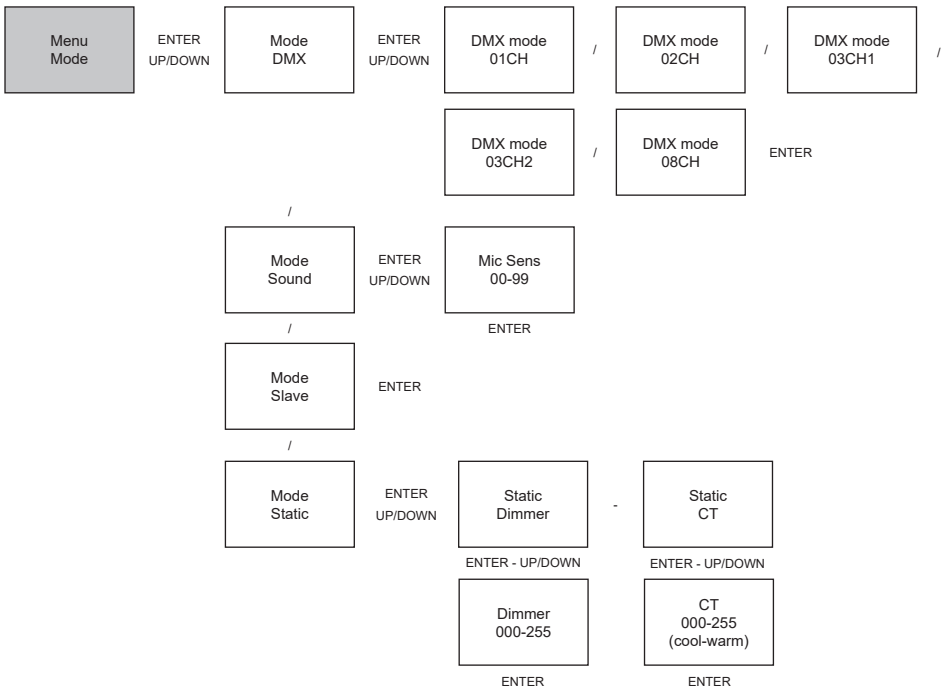 Menu
Mode
ENTER
UP/DOWN
Mode
DMX
ENTER
UP/DOWN
DMX mode
01CH
/
DMX mode
02CH
/
DMX mode
03CH1
/
DMX mode
03CH2
/
DMX mode
08CH
ENTER
/
Mode
Sound
ENTER
UP/DOWN
Mic Sens
00-99
ENTER
/
Mode
Slave
ENTER
/
Mode
Static
ENTER
UP/DOWN
Static
Dimmer
-
Static
CT
ENTER - UP/DOWN
ENTER - UP/DOWN
Dimmer
000-255
CT
000-255
(cool-warm)
ENTER
ENTER